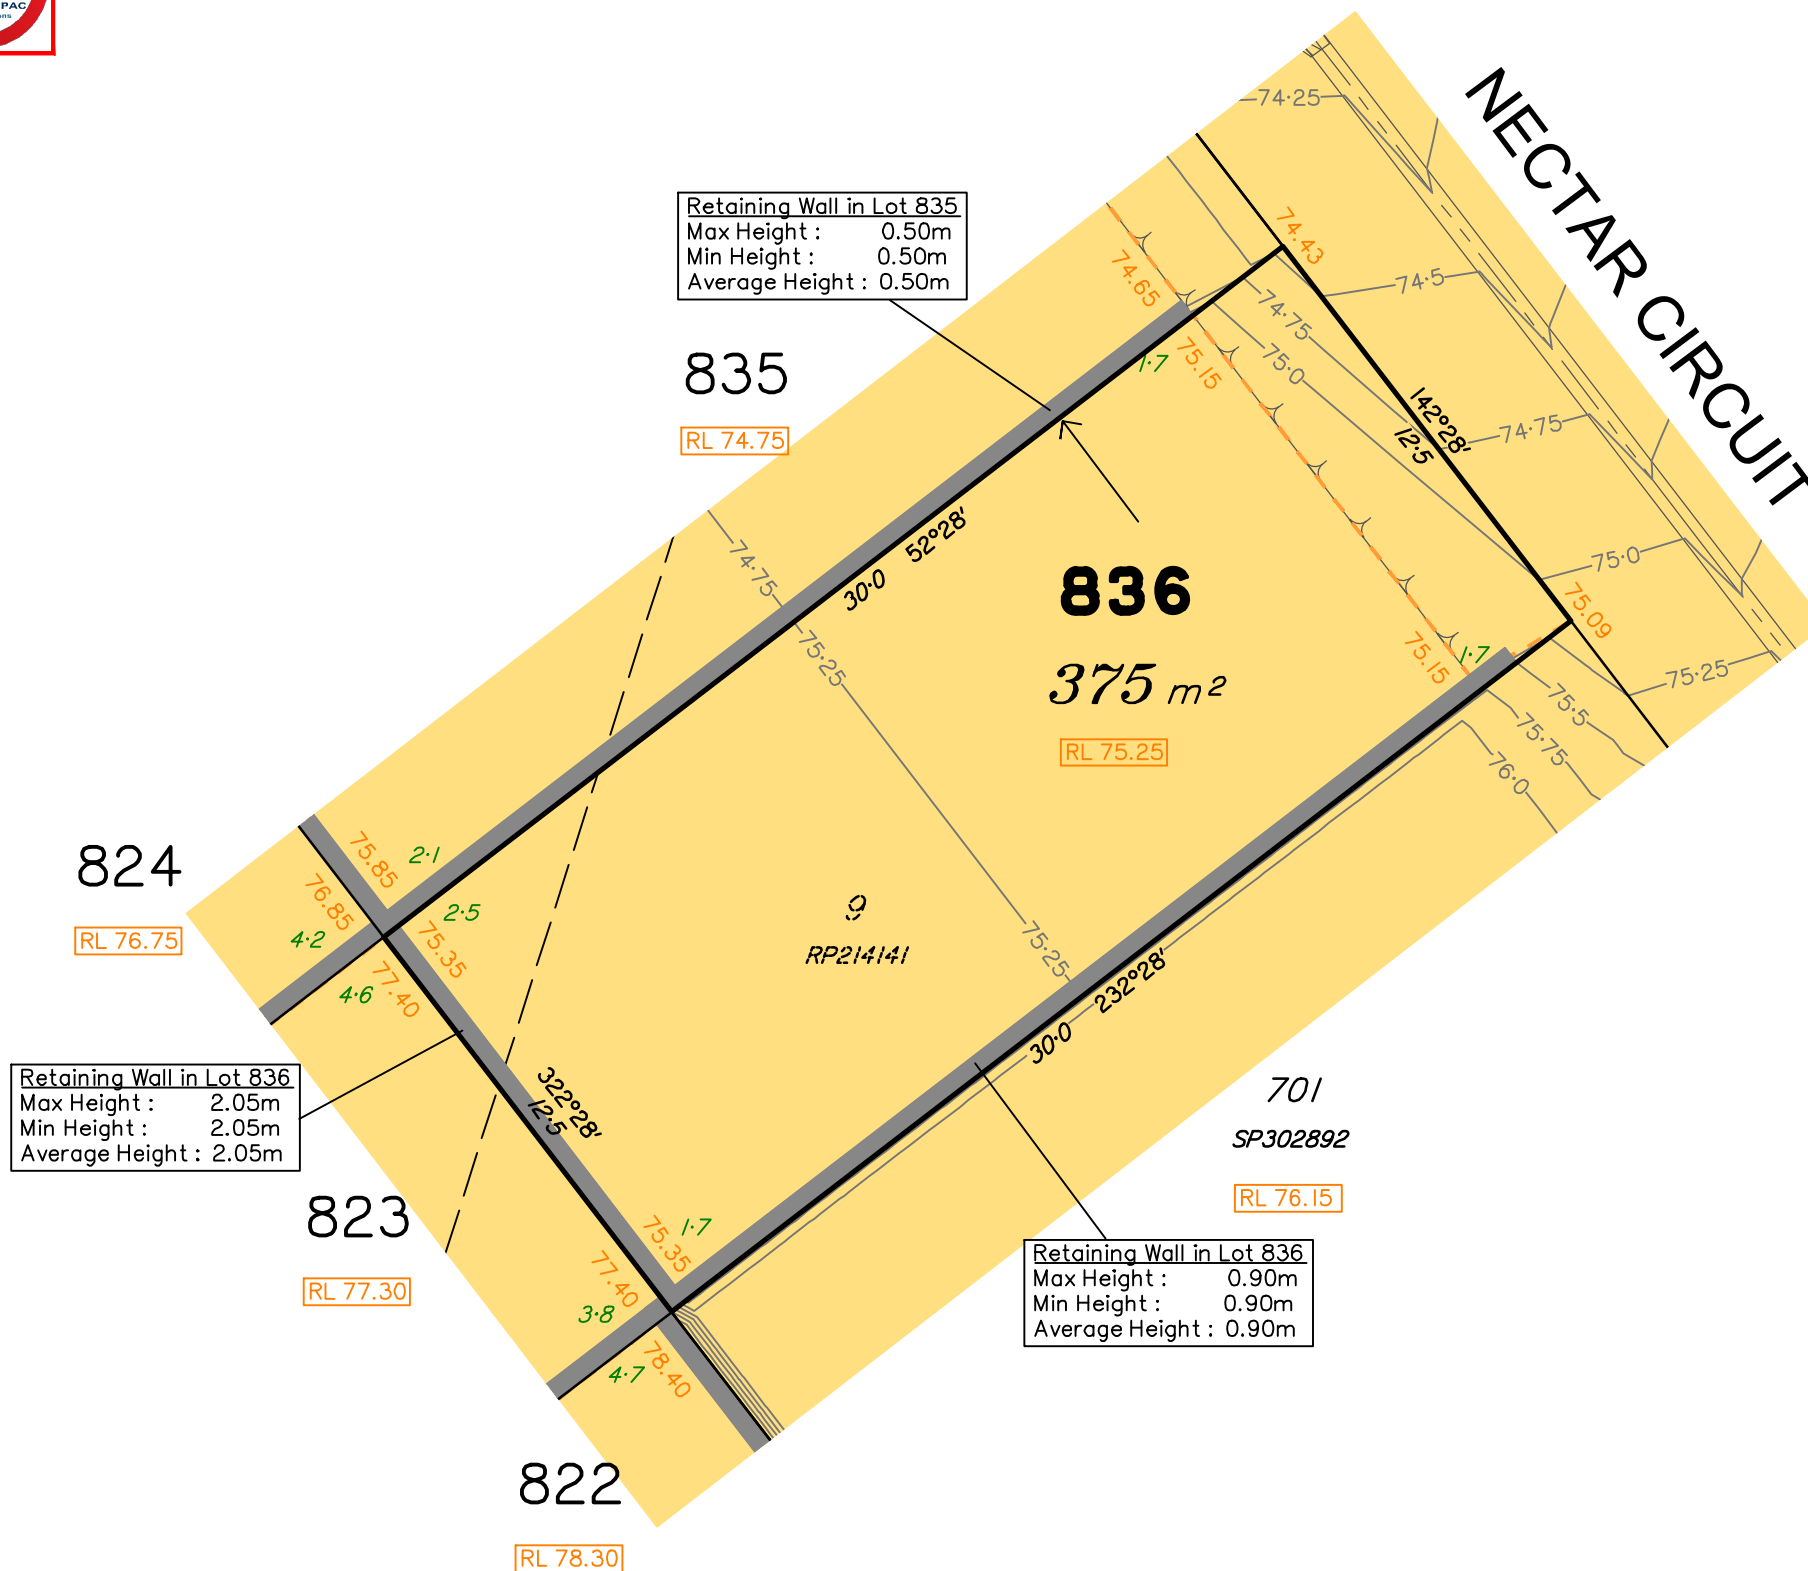 PAC
NECTAR CIRCUIT
74·25
74.43
74·5
Retaining Wall in Lot 835
Max Height : 0.50m
Min Height : 0.50m
Average Height : 0.50m
74.65
74·75
75·0
75.15
1·7
835
RL 74.75
142°28'
12·5
74·75
52°28'
30·0
74·75
75·25
836
375 m²
RL 75.25
75·0
75.09
75.15
1·7
75·25
75·5
75·75
76·0
824
RL 76.75
75.85
2·1
76.85
4·2
2·5
75.35
77.40
4·6
9
RP214141
75·25
232°28'
30·0
Retaining Wall in Lot 836
Max Height : 2.05m
Min Height : 2.05m
Average Height : 2.05m
322°28'
12·5
701
SP302892
RL 76.15
823
RL 77.30
75.35
1·7
77.40
3·8
78.40
4·7
Retaining Wall in Lot 836
Max Height : 0.90m
Min Height : 0.90m
Average Height : 0.90m
822
RL 78.30